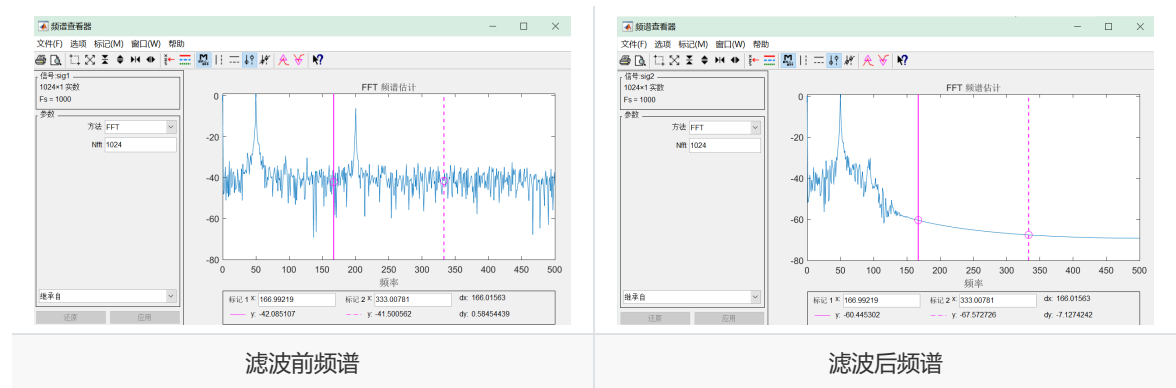 频谱查看器
文件(F) 选项 标记(M) 窗口(W) 帮助
信号:sig1
1024×1 实数
Fs = 1000
参数
方法 FFT
Nfft 1024
继承自
还原 应用
FFT 频谱估计
0
-20
-40
-60
-80
0 50 100 150 200 250 300 350 400 450 500
频率
标记 1 X: 166.99219 标记 2 X: 333.00781 dx: 166.01563
y: -42.085107 y: -41.500562 dy: 0.58454439
滤波前频谱
频谱查看器
文件(F) 选项 标记(M) 窗口(W) 帮助
信号:sig2
1024×1 实数
Fs = 1000
参数
方法 FFT
Nfft 1024
继承自
还原 应用
FFT 频谱估计
0
-20
-40
-60
-80
0 50 100 150 200 250 300 350 400 450 500
频率
标记 1 X: 166.99219 标记 2 X: 333.00781 dx: 166.01563
y: -60.445302 y: -67.572726 dy: -7.1274242
滤波后频谱